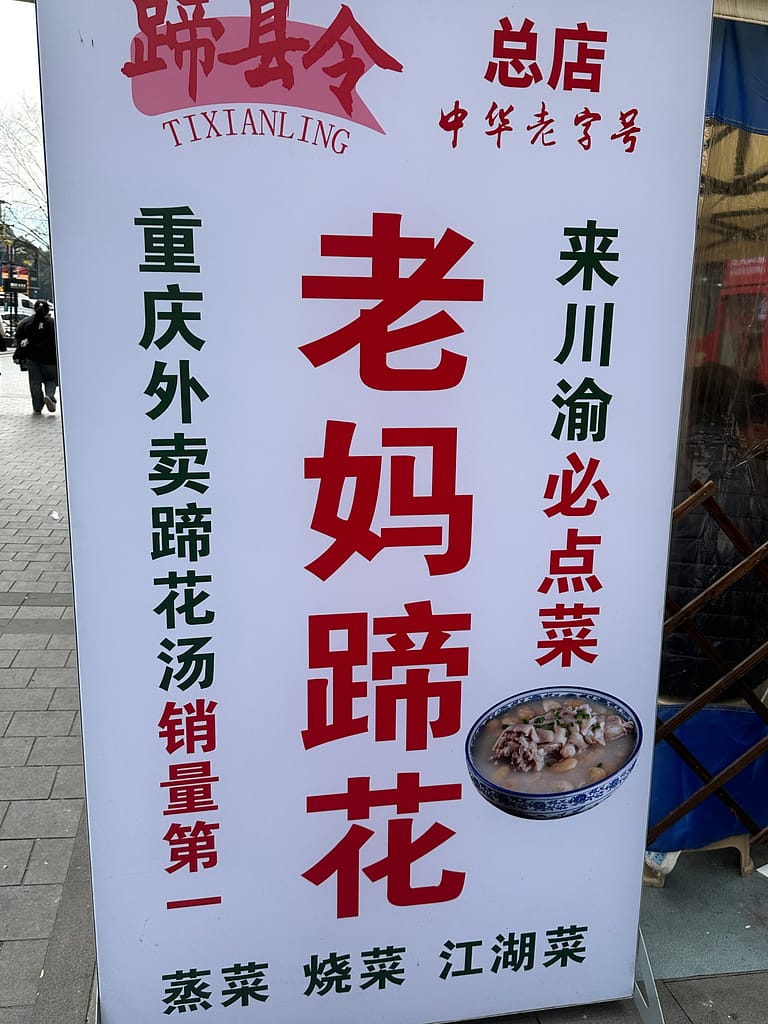 蹄县令
TIXIANLING
总店
中华老字号
来川渝必点菜
老妈蹄花
重庆外卖蹄花汤销量第一
蒸菜 烧菜 江湖菜